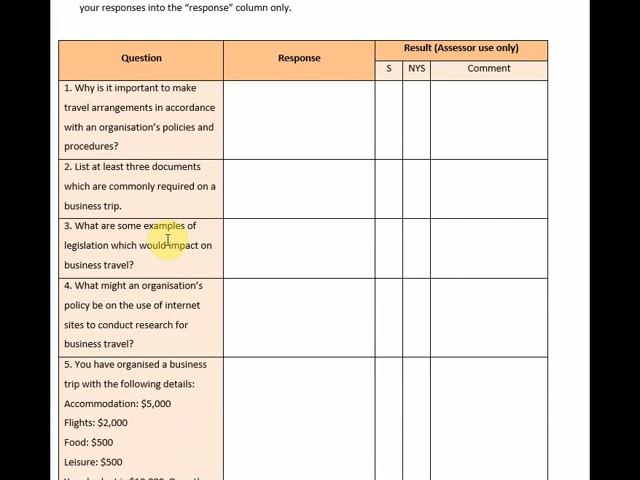 your responses into the “response” column only.
Question
Response
Result (Assessor use only)
S
NYS
Comment
1. Why is it important to make
travel arrangements in accordance
with an organisation’s policies and
procedures?
2. List at least three documents
which are commonly required on a
business trip.
3. What are some examples of
legislation which would impact on
business travel?
4. What might an organisation’s
policy be on the use of internet
sites to conduct research for
business travel?
5. You have organised a business
trip with the following details:
Accommodation: $5,000
Flights: $2,000
Food: $500
Leisure: $500